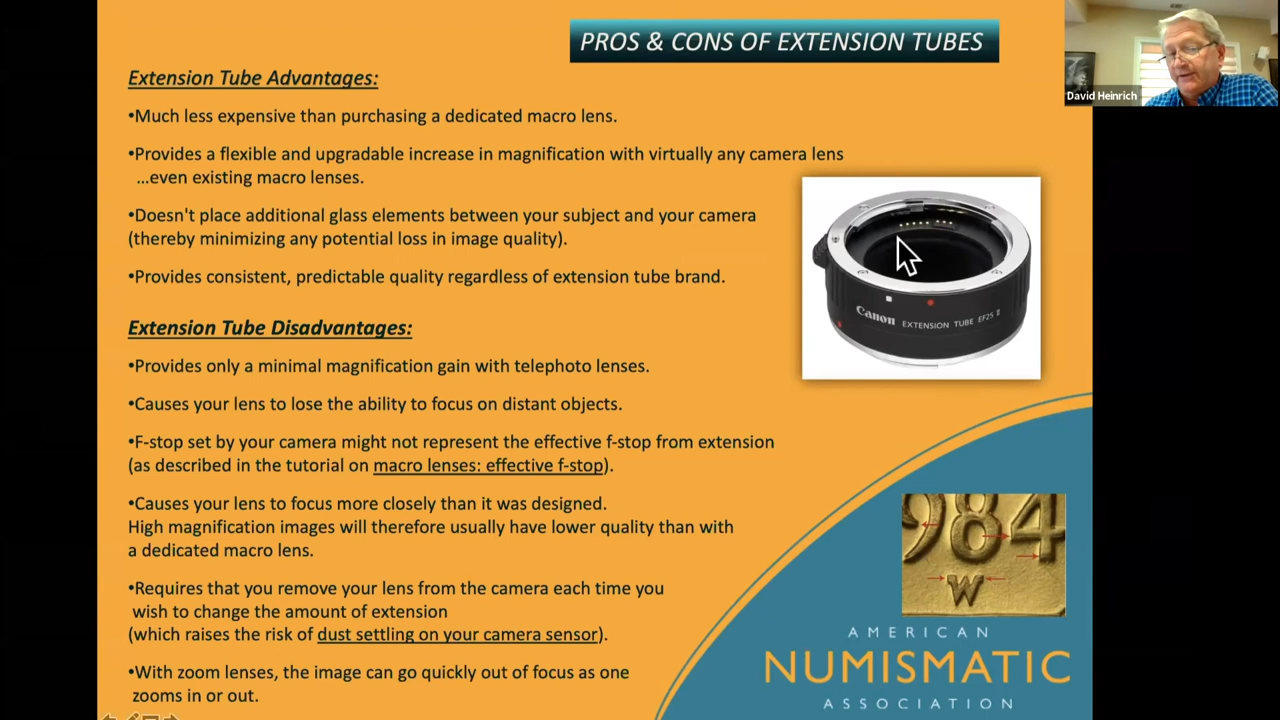 PROS & CONS OF EXTENSION TUBES
David Heinrich
Extension Tube Advantages:
•Much less expensive than purchasing a dedicated macro lens.
•Provides a flexible and upgradable increase in magnification with virtually any camera lens
…even existing macro lenses.
•Doesn't place additional glass elements between your subject and your camera
(thereby minimizing any potential loss in image quality).
•Provides consistent, predictable quality regardless of extension tube brand.
Canon EXTENSION TUBE EF25 II
Extension Tube Disadvantages:
•Provides only a minimal magnification gain with telephoto lenses.
•Causes your lens to lose the ability to focus on distant objects.
•F-stop set by your camera might not represent the effective f-stop from extension
(as described in the tutorial on macro lenses: effective f-stop).
•Causes your lens to focus more closely than it was designed.
High magnification images will therefore usually have lower quality than with
a dedicated macro lens.
•Requires that you remove your lens from the camera each time you
wish to change the amount of extension
(which raises the risk of dust settling on your camera sensor).
•With zoom lenses, the image can go quickly out of focus as one
zooms in or out.
984
W
AMERICAN
NUMISMATIC
ASSOCIATION